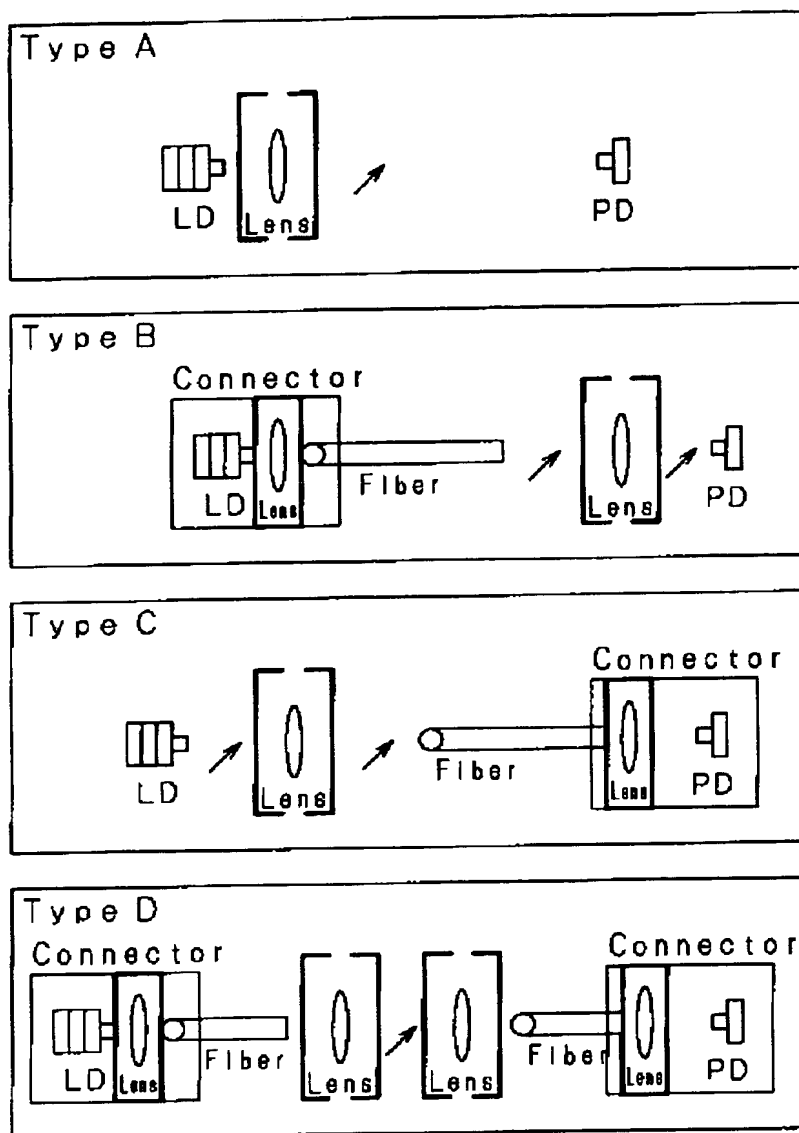 Type A
LD
Lens
PD
Type B
Connector
LD
Lens
Fiber
Lens
PD
Type C
Connector
LD
Lens
Fiber
Lens
PD
Type D
Connector
Connector
LD
Lens
Fiber
Lens
Lens
Fiber
Lens
PD